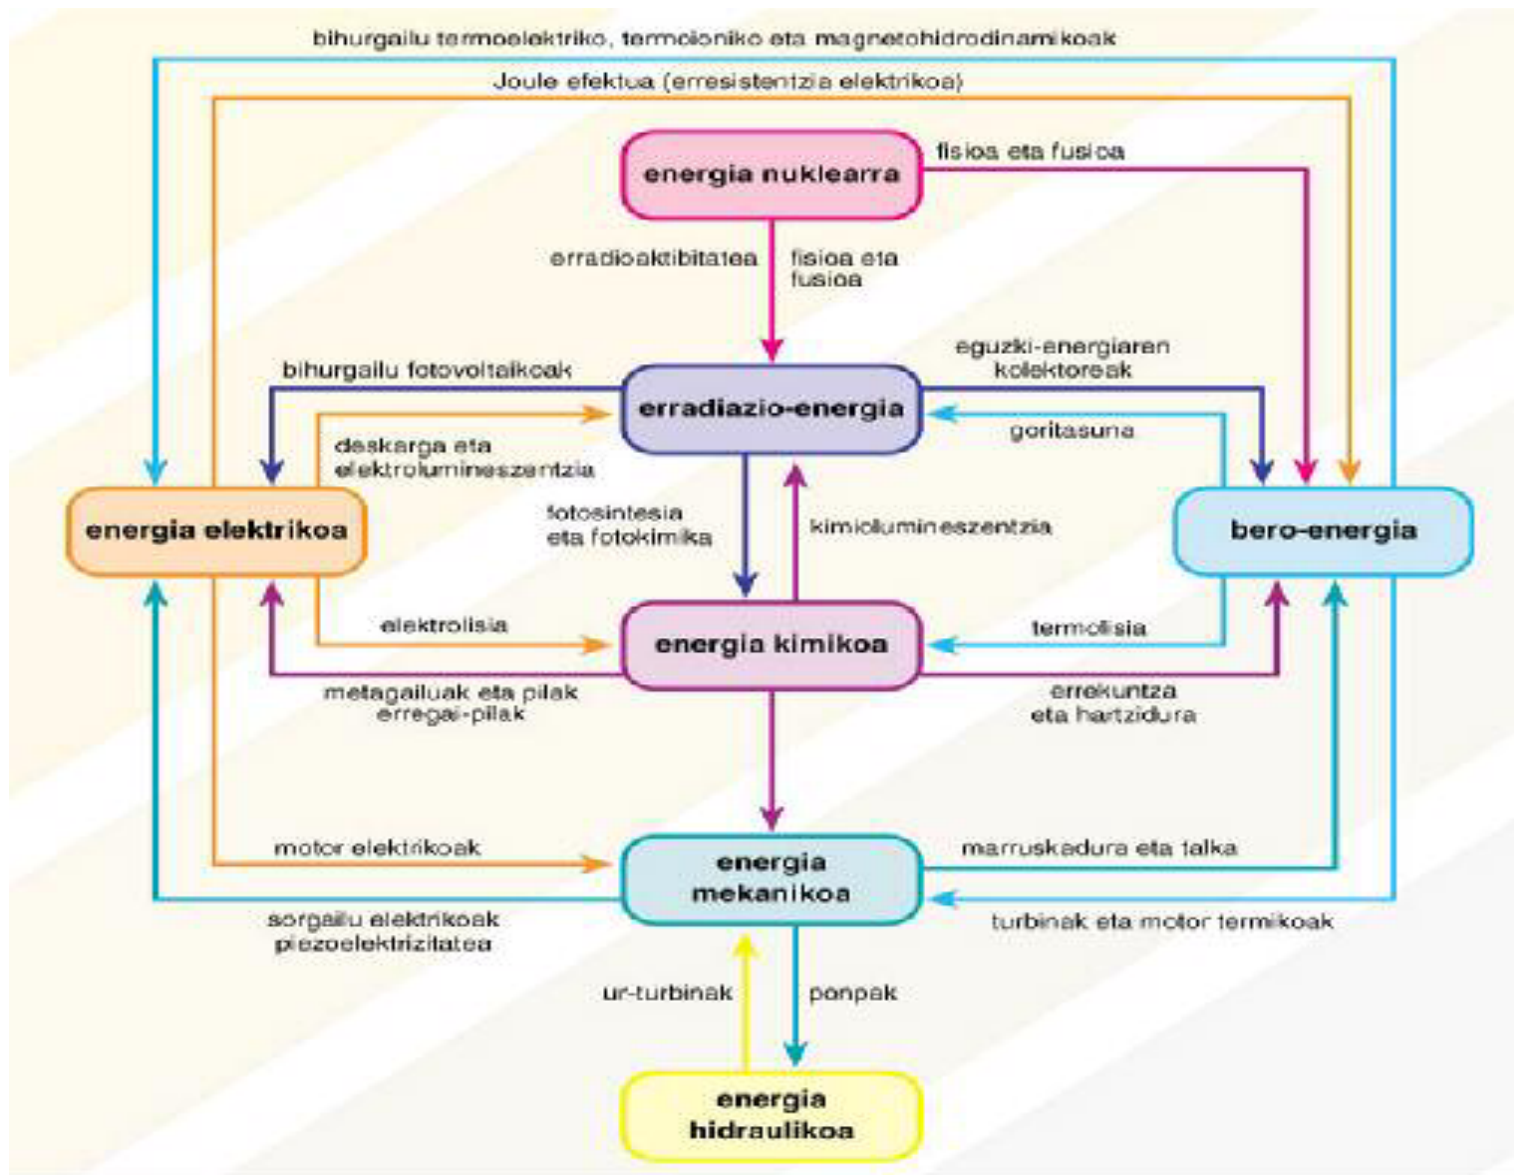 bihurgailu termoelektriko, termoioniko eta magnetohidrodinamikoak
Joule efektua (erresistentzia elektrikoa)
energia nuklearra
fisioa eta fusioa
erradioaktibitatea
fisioa eta
fusioa
bihurgailu fotovoltaikoak
eguzki-energiaren
kolektoreak
erradiazio-energia
deskarga eta
elektrolumineszentzia
goritasuna
energia elektrikoa
fotosintesia
eta fotokimika
kimiolumineszentzia
bero-energia
elektrolisia
energia kimikoa
termolisia
metagailuak eta pilak
erregai-pilak
errekuntza
eta hartzidura
motor elektrikoak
energia
mekanikoa
marruskadura eta talka
sorgailu elektrikoak
piezoelektrizitatea
turbinak eta motor termikoak
ur-turbinak
ponpak
energia
hidraulikoa